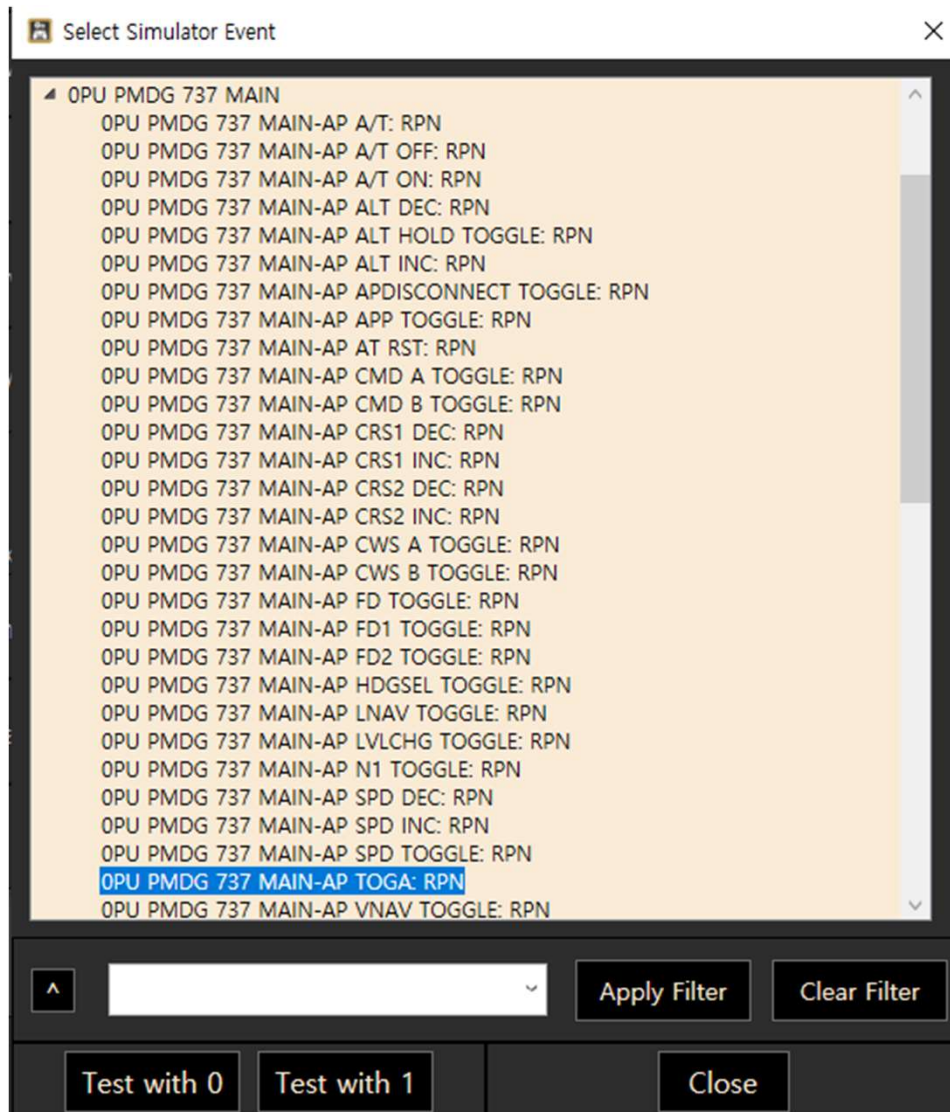 Select Simulator Event
0PU PMDG 737 MAIN
0PU PMDG 737 MAIN-AP A/T: RPN
0PU PMDG 737 MAIN-AP A/T OFF: RPN
0PU PMDG 737 MAIN-AP A/T ON: RPN
0PU PMDG 737 MAIN-AP ALT DEC: RPN
0PU PMDG 737 MAIN-AP ALT HOLD TOGGLE: RPN
0PU PMDG 737 MAIN-AP ALT INC: RPN
0PU PMDG 737 MAIN-AP APDISCONNECT TOGGLE: RPN
0PU PMDG 737 MAIN-AP APP TOGGLE: RPN
0PU PMDG 737 MAIN-AP AT RST: RPN
0PU PMDG 737 MAIN-AP CMD A TOGGLE: RPN
0PU PMDG 737 MAIN-AP CMD B TOGGLE: RPN
0PU PMDG 737 MAIN-AP CRS1 DEC: RPN
0PU PMDG 737 MAIN-AP CRS1 INC: RPN
0PU PMDG 737 MAIN-AP CRS2 DEC: RPN
0PU PMDG 737 MAIN-AP CRS2 INC: RPN
0PU PMDG 737 MAIN-AP CWS A TOGGLE: RPN
0PU PMDG 737 MAIN-AP CWS B TOGGLE: RPN
0PU PMDG 737 MAIN-AP FD TOGGLE: RPN
0PU PMDG 737 MAIN-AP FD1 TOGGLE: RPN
0PU PMDG 737 MAIN-AP FD2 TOGGLE: RPN
0PU PMDG 737 MAIN-AP HDGSEL TOGGLE: RPN
0PU PMDG 737 MAIN-AP LNAV TOGGLE: RPN
0PU PMDG 737 MAIN-AP LVLCHG TOGGLE: RPN
0PU PMDG 737 MAIN-AP N1 TOGGLE: RPN
0PU PMDG 737 MAIN-AP SPD DEC: RPN
0PU PMDG 737 MAIN-AP SPD INC: RPN
0PU PMDG 737 MAIN-AP SPD TOGGLE: RPN
0PU PMDG 737 MAIN-AP TOGA: RPN
0PU PMDG 737 MAIN-AP VNAV TOGGLE: RPN
Apply Filter
Clear Filter
Test with 0
Test with 1
Close